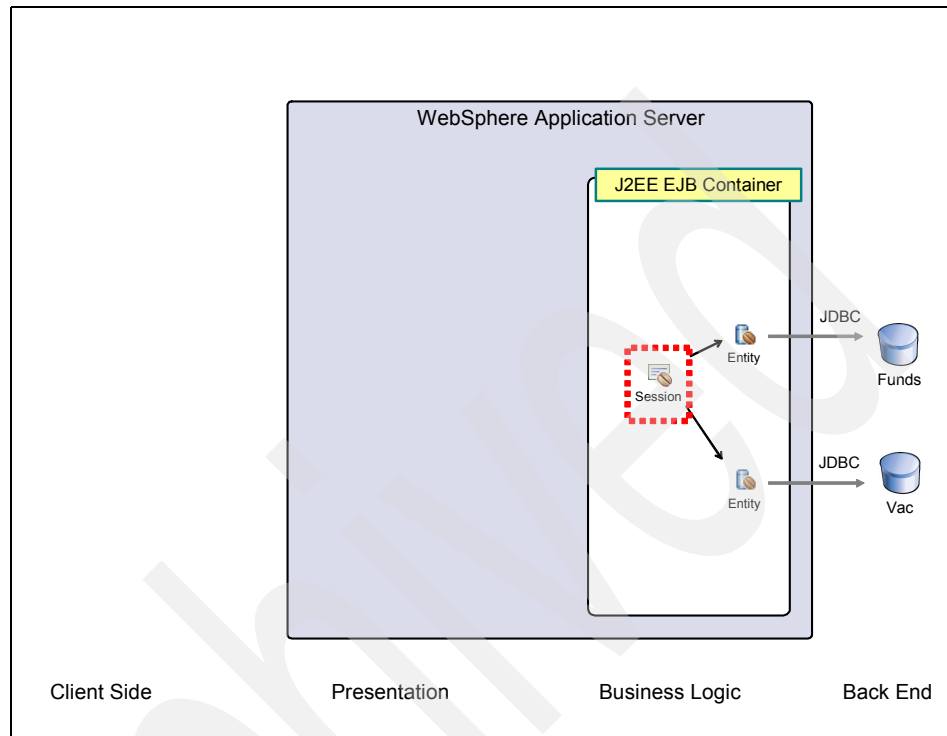 WebSphere Application Server
J2EE EJB Container
JDBC
Entity
Funds
Session
JDBC
Entity
Vac
Client Side
Presentation
Business Logic
Back End